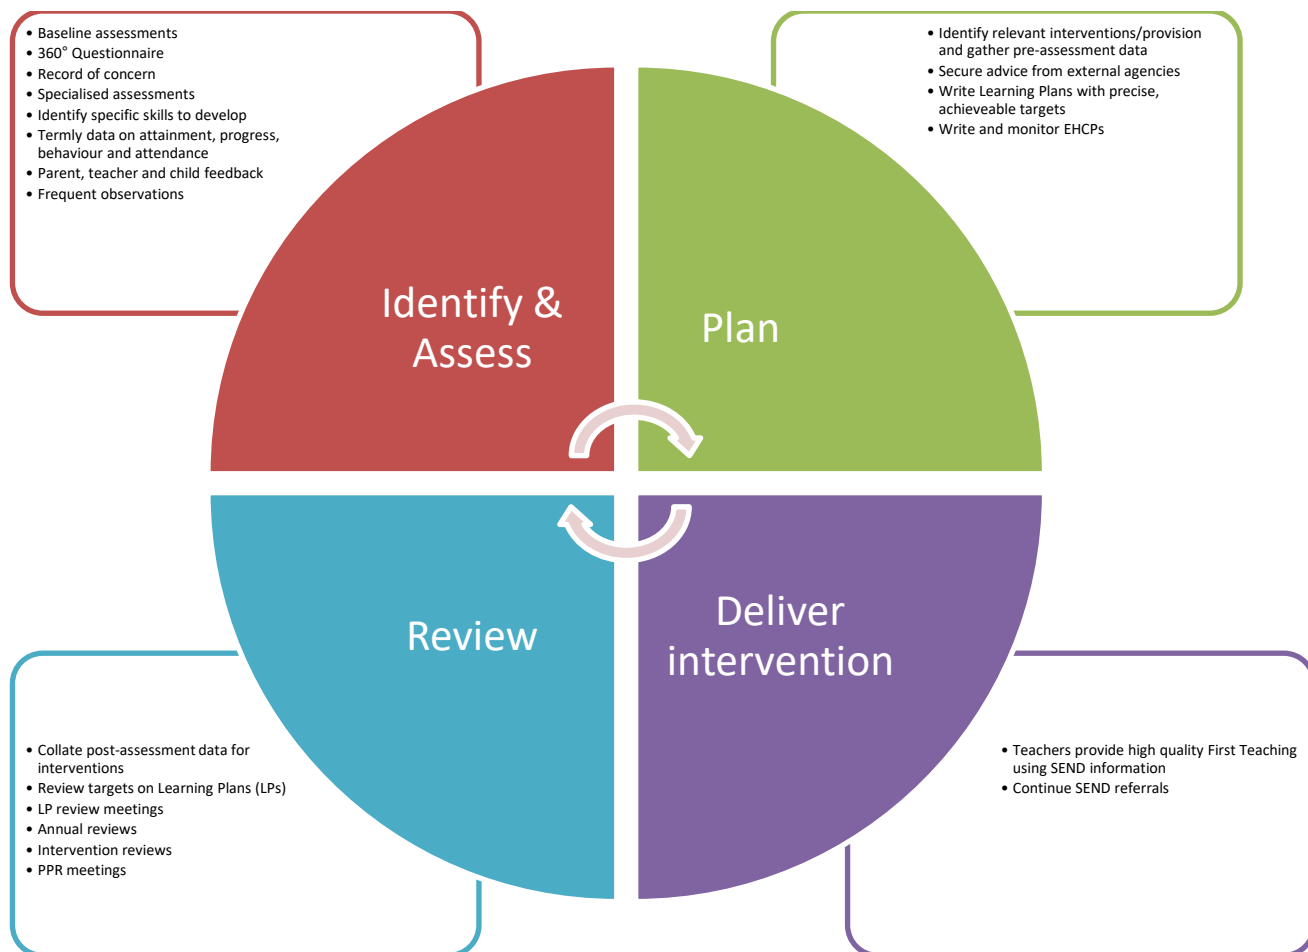 • Baseline assessments
• 360° Questionnaire
• Record of concern
• Specialised assessments
• Identify specific skills to develop
• Termly data on attainment, progress,
behaviour and attendance
• Parent, teacher and child feedback
• Frequent observations
• Identify relevant interventions/provision
and gather pre-assessment data
• Secure advice from external agencies
• Write Learning Plans with precise,
achieveable targets
• Write and monitor EHCPs
Identify &
Assess
Plan
Review
Deliver
intervention
• Collate post-assessment data for
interventions
• Review targets on Learning Plans (LPs)
• LP review meetings
• Annual reviews
• Intervention reviews
• PPR meetings
• Teachers provide high quality First Teaching
using SEND information
• Continue SEND referrals